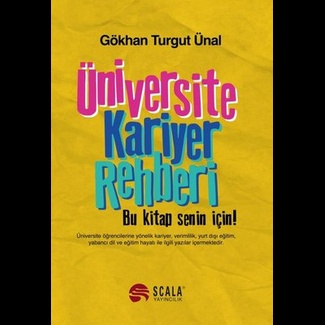 Gökhan Turgut Ünal
Üniversite
Kariyer
Rehberi
Bu kitap senin için!
Üniversite öğrencilerine yönelik kariyer, verimlilik, yurt dışı eğitim,
yabancı dil ve eğitim hayatı ile ilgili yazılar içermektedir.
SCALA
YAYINCILIK